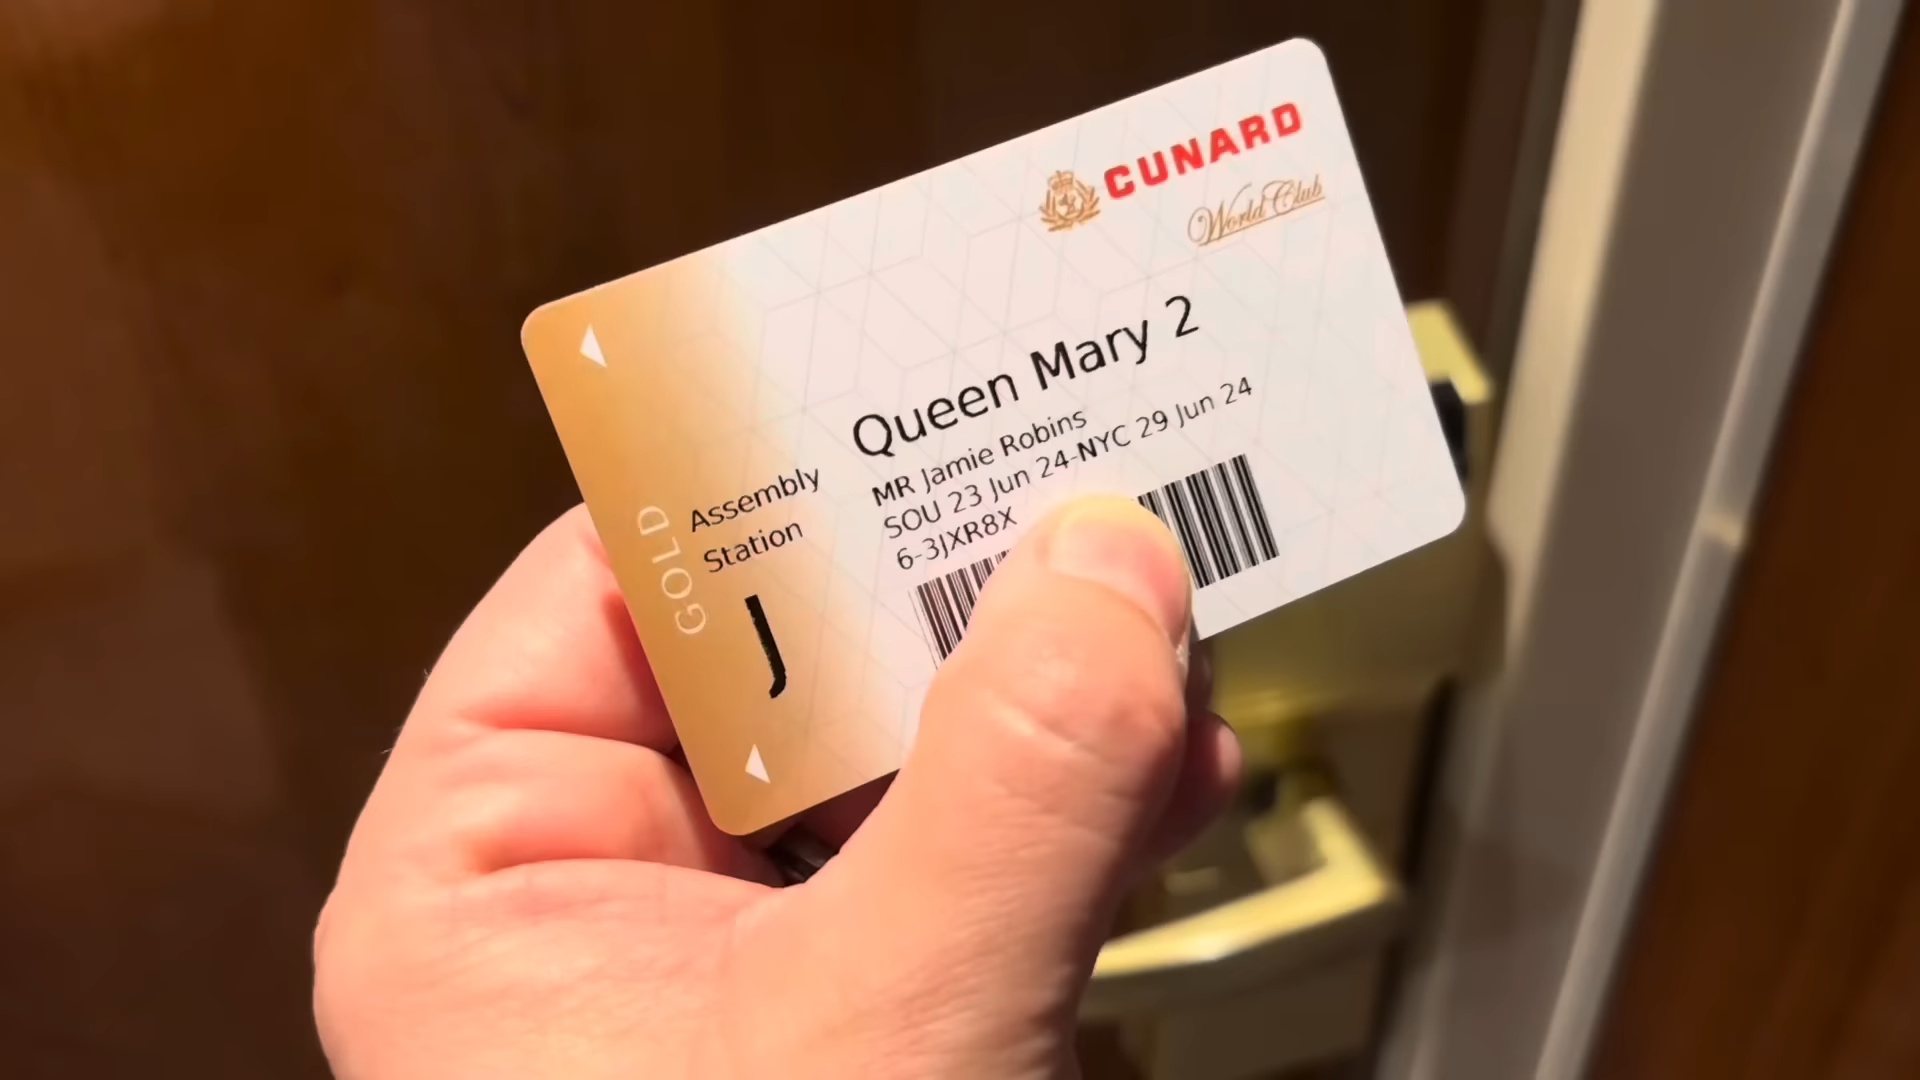 CUNARD
World Club
Queen Mary 2
MR Jamie Robins
SOU 23 Jun 24-NYC 29 Jun 24
6-3JXR8X
GOLD
Assembly
Station
J